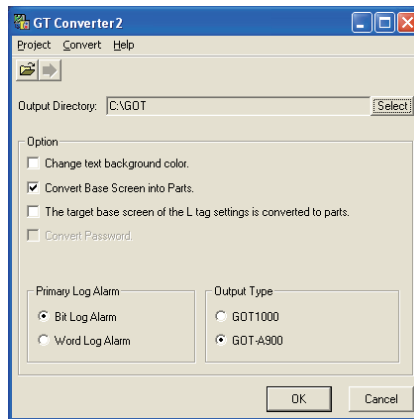 GT Converter2
Project Convert Help
Output Directory: C:\GOT Select
Option
Change text background color.
Convert Base Screen into Parts.
The target base screen of the L tag settings is converted to parts.
Convert Password.
Primary Log Alarm
Bit Log Alarm
Word Log Alarm
Output Type
GOT1000
GOT-A900
OK Cancel